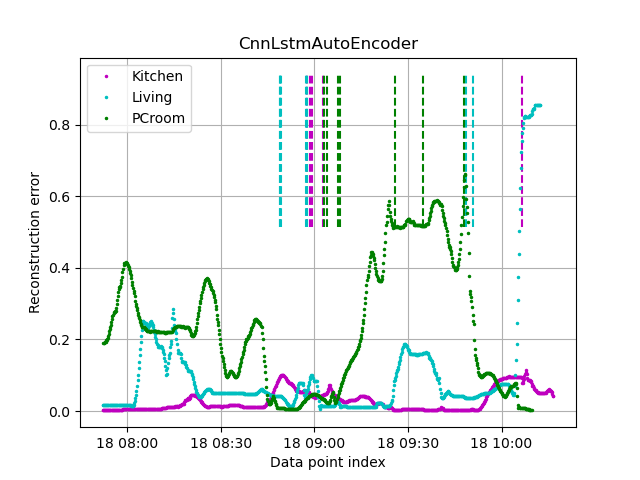 CnnLstmAutoEncoder
Kitchen
Living
PCroom
Reconstruction error
0.8
0.6
0.4
0.2
0.0
18 08:00 18 08:30 18 09:00 18 09:30 18 10:00
Data point index